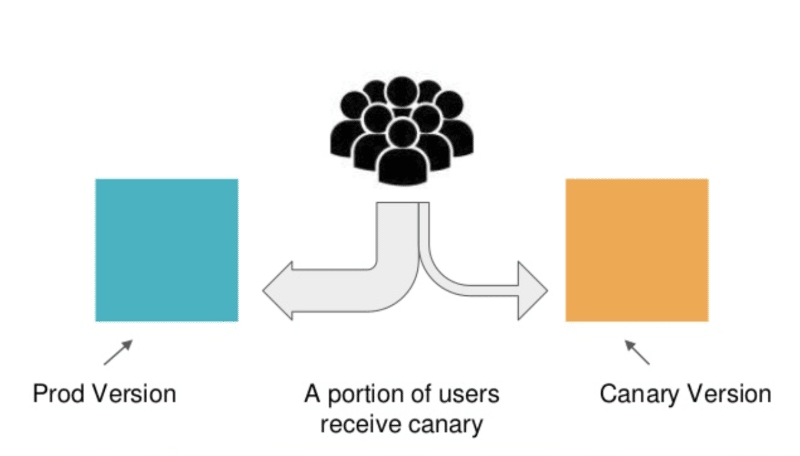 Prod Version
A portion of users
receive canary
Canary Version